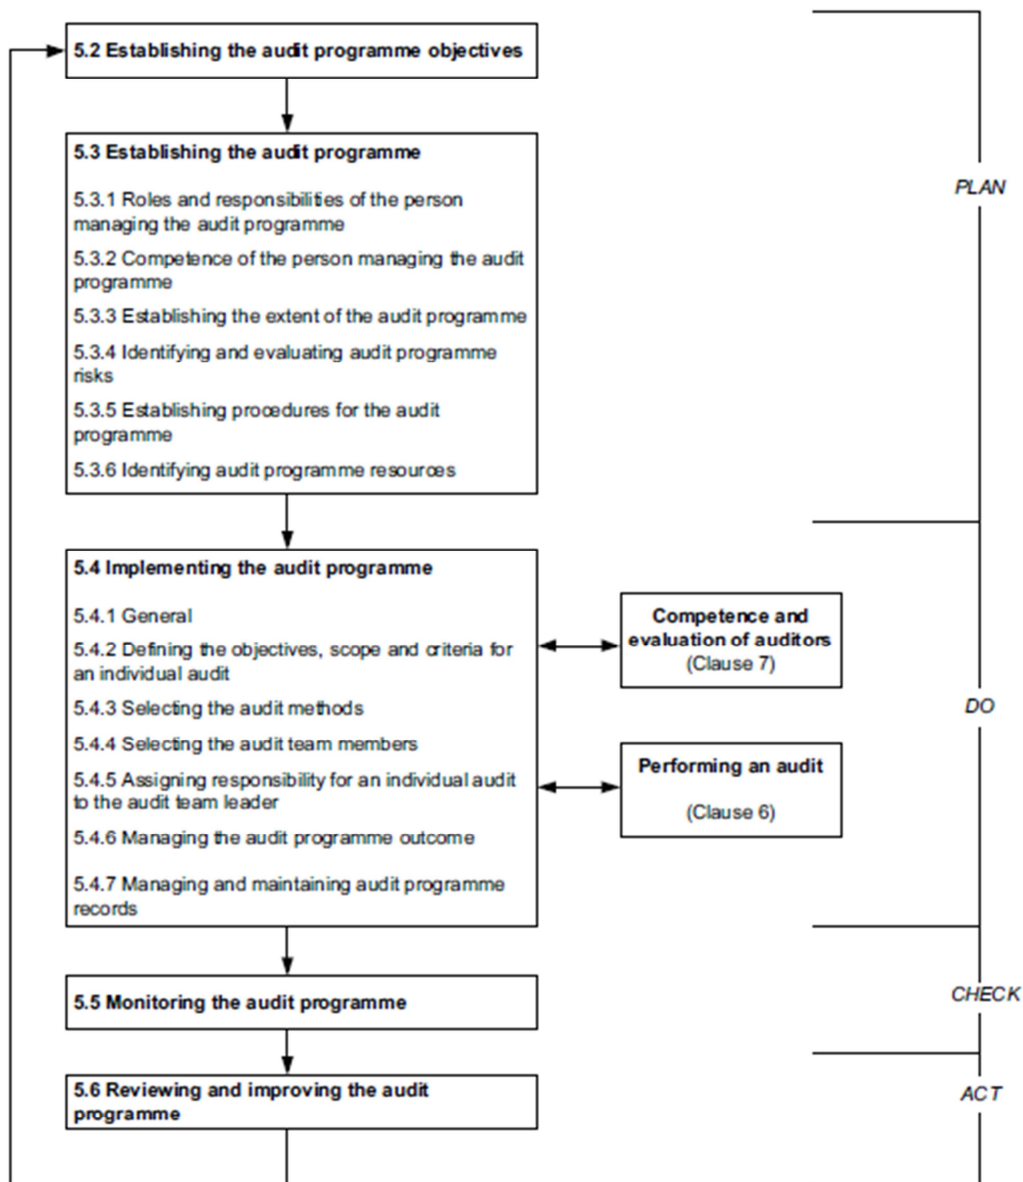 5.2 Establishing the audit programme objectives
5.3 Establishing the audit programme
5.3.1 Roles and responsibilities of the person
managing the audit programme
5.3.2 Competence of the person managing the audit
programme
5.3.3 Establishing the extent of the audit programme
5.3.4 Identifying and evaluating audit programme
risks
5.3.5 Establishing procedures for the audit
programme
5.3.6 Identifying audit programme resources
PLAN
5.4 Implementing the audit programme
5.4.1 General
5.4.2 Defining the objectives, scope and criteria for
an individual audit
5.4.3 Selecting the audit methods
5.4.4 Selecting the audit team members
5.4.5 Assigning responsibility for an individual audit
to the audit team leader
5.4.6 Managing the audit programme outcome
5.4.7 Managing and maintaining audit programme
records
Competence and
evaluation of auditors
(Clause 7)
Performing an audit
(Clause 6)
DO
5.5 Monitoring the audit programme
CHECK
5.6 Reviewing and improving the audit
programme
ACT